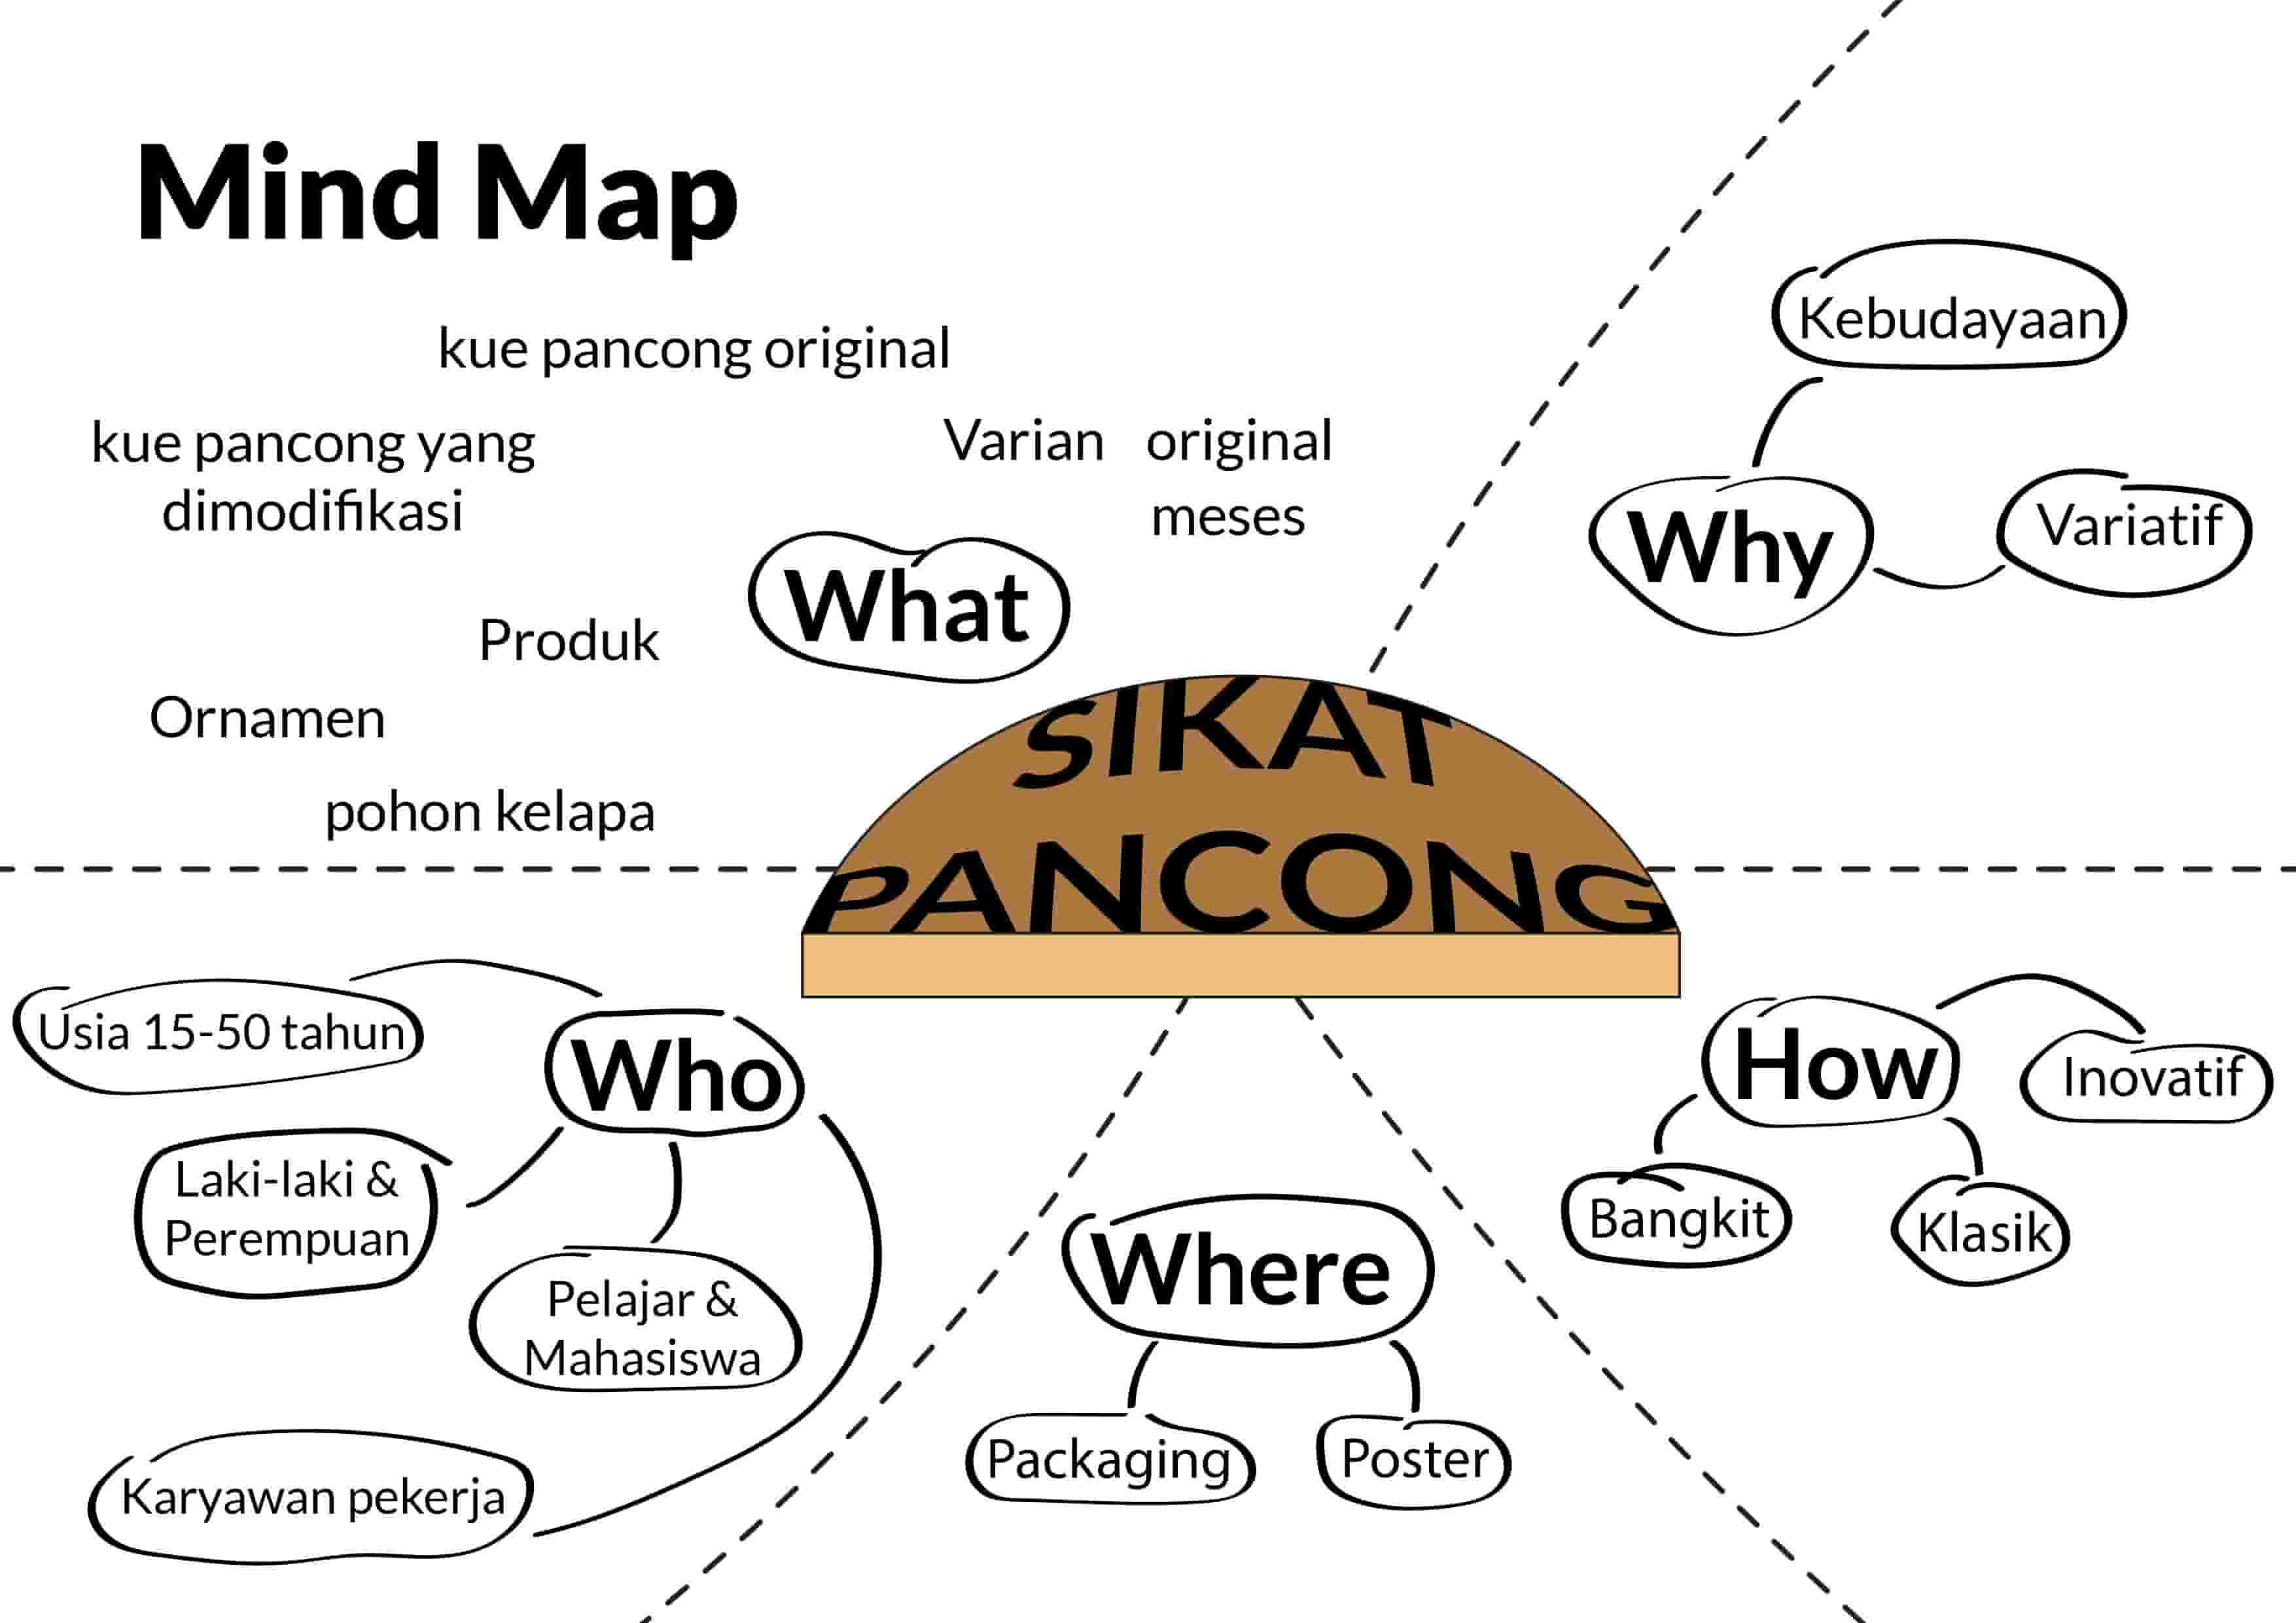 Mind Map
kue pancong original
kue pancong yang
dimodifikasi
Varian original
meses
What
Produk
Ornamen
pohon kelapa
Kebudayaan
Why
Variatif
SIKAT
PANCONG
Usia 15-50 tahun
Who
Laki-laki &
Perempuan
Pelajar &
Mahasiswa
Karyawan pekerja
Where
Packaging
Poster
How
Inovatif
Bangkit
Klasik